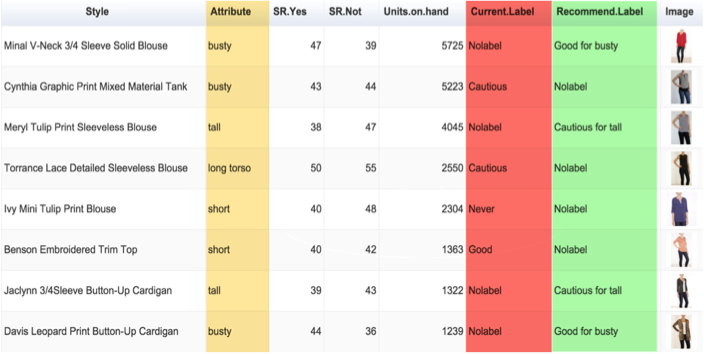 Style Attribute SR.Yes SR.Not Units.on.hand Current.Label Recommend.Label Image
Minal V-Neck 3/4 Sleeve Solid Blouse busty 47 39 5725 Nolabel Good for busty
Cynthia Graphic Print Mixed Material Tank busty 43 44 5223 Cautious Nolabel
Meryl Tulip Print Sleeveless Blouse tall 38 47 4045 Nolabel Cautious for tall
Torrance Lace Detailed Sleeveless Blouse long torso 50 55 2550 Cautious Nolabel
Ivy Mini Tulip Print Blouse short 40 48 2304 Never Nolabel
Benson Embroidered Trim Top short 40 42 1363 Good Nolabel
Jaclynn 3/4Sleeve Button-Up Cardigan tall 39 43 1322 Nolabel Cautious for tall
Davis Leopard Print Button-Up Cardigan busty 44 36 1239 Nolabel Good for busty